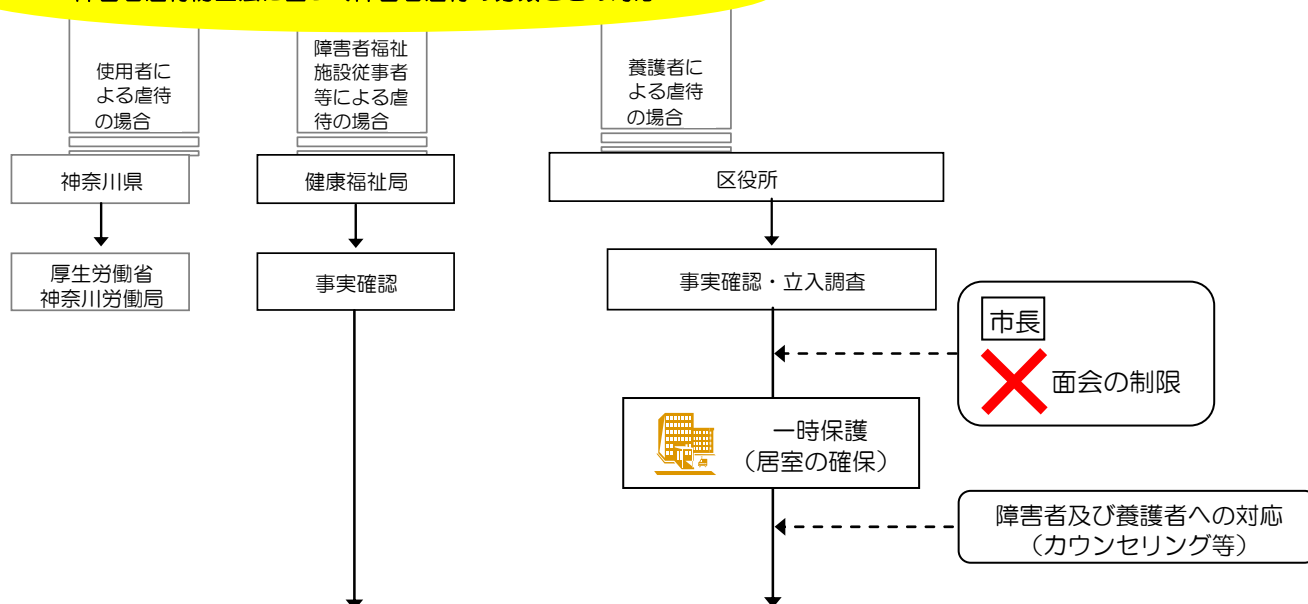 使用者に
よる虐待
の場合
障害者福祉
施設従事者
等による虐
待の場合
養護者に
よる虐待
の場合
神奈川県
健康福祉局
区役所
厚生労働省
神奈川労働局
事実確認
事実確認・立入調査
市長
面会の制限
一時保護
（居室の確保）
障害者及び養護者への対応
（カウンセリング等）